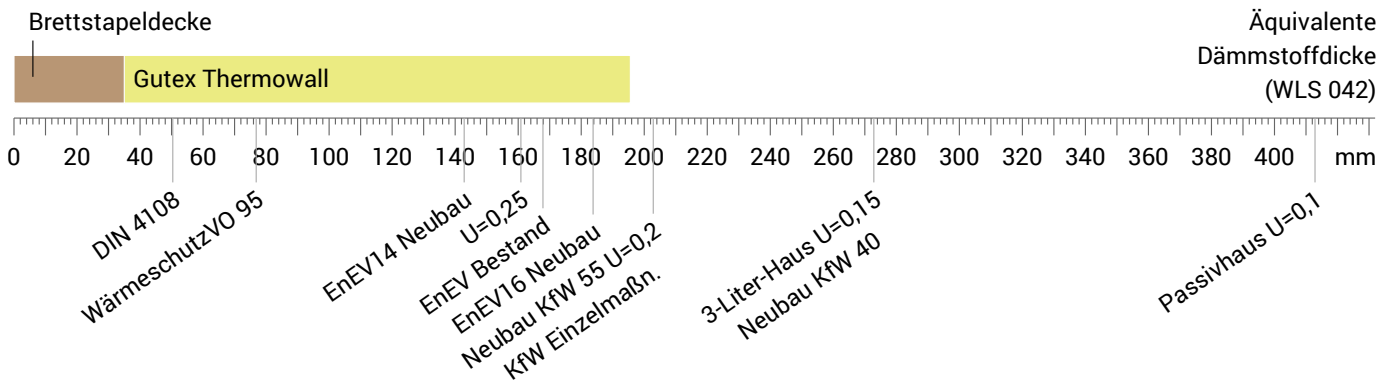 Brettstapeldecke
Gutex Thermowall
Äquivalente
Dämmstoffdicke
(WLS 042)
0 20 40 60 80 100 120 140 160 180 200 220 240 260 280 300 320 340 360 380 400 mm
DIN 4108
WärmeschutzVO 95
EnEV14 Neubau
U=0,25
EnEV Bestand
EnEV16 Neubau
Neubau KfW 55 U=0,2
KfW Einzelmaßn.
3-Liter-Haus U=0,15
Neubau KfW 40
Passivhaus U=0,1